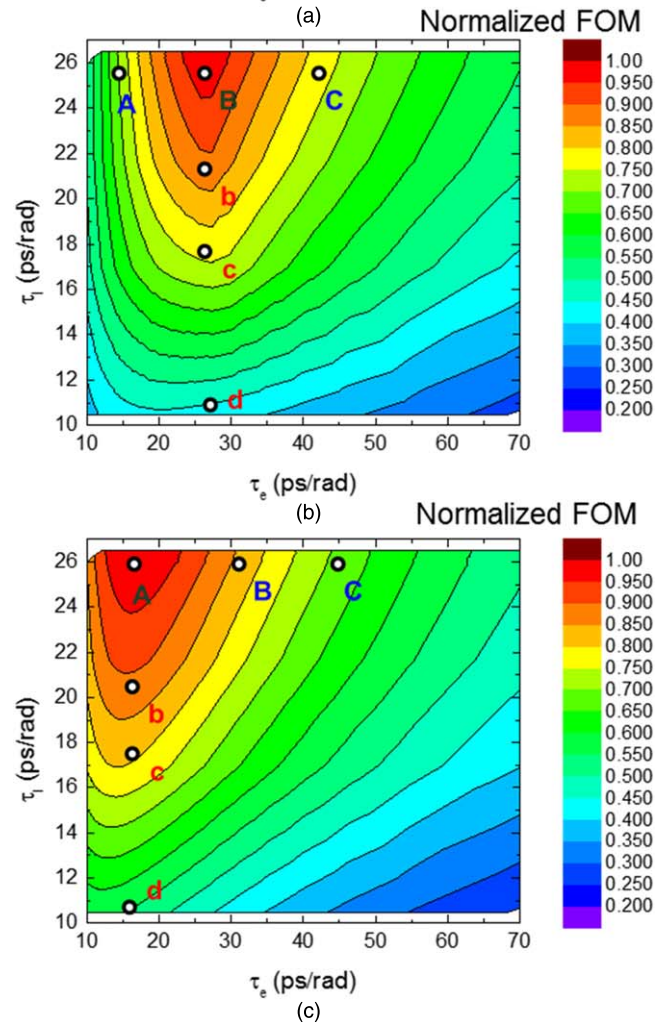 (a)
Normalized FOM
26
24
22
20
18
16
14
12
10
τi (ps/rad)
A
B
C
b
c
d
10 20 30 40 50 60 70
τe (ps/rad)
1.00
0.950
0.900
0.850
0.800
0.750
0.700
0.650
0.600
0.550
0.500
0.450
0.400
0.350
0.300
0.250
0.200
(b)
Normalized FOM
26
24
22
20
18
16
14
12
10
τi (ps/rad)
A
B
C
b
c
d
10 20 30 40 50 60 70
τe (ps/rad)
1.00
0.950
0.900
0.850
0.800
0.750
0.700
0.650
0.600
0.550
0.500
0.450
0.400
0.350
0.300
0.250
0.200
(c)